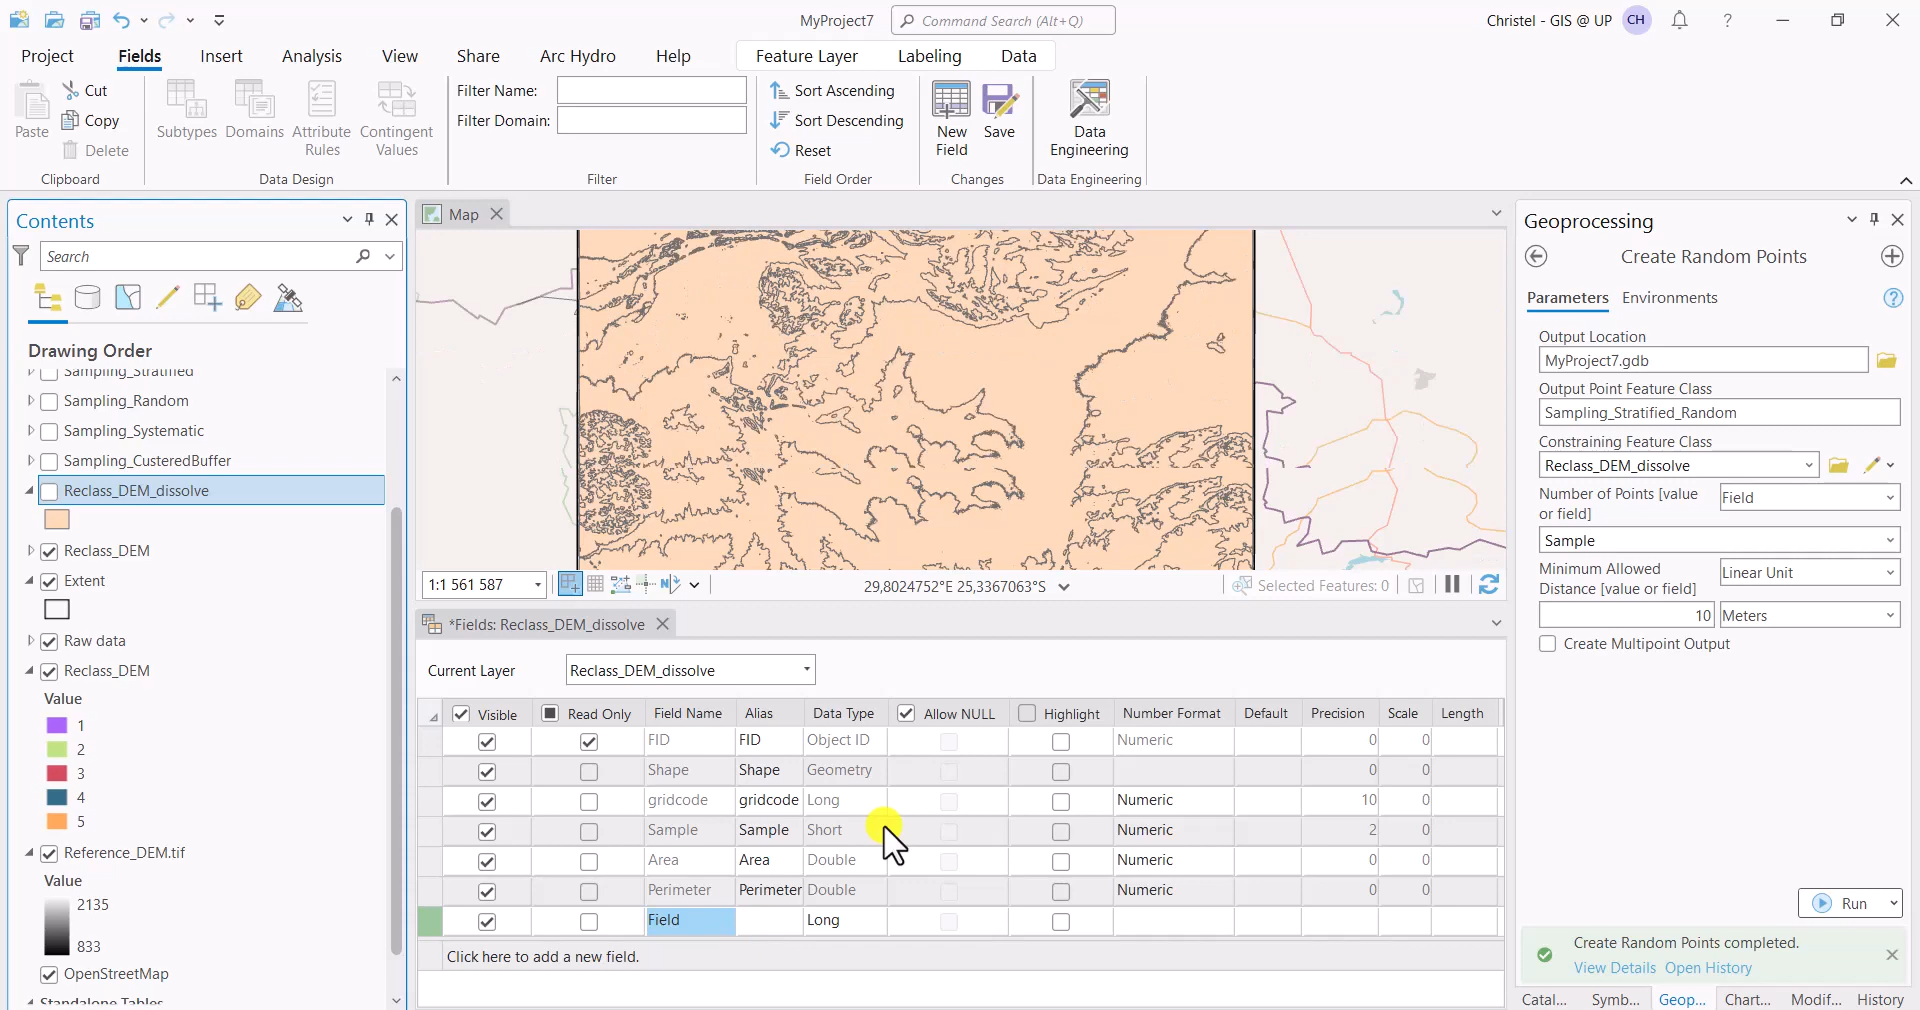 MyProject7
Command Search (Alt+Q)
Christel - GIS @ UP
CH
?
Project
Fields
Insert
Analysis
View
Share
Arc Hydro
Help
Feature Layer
Labeling
Data
Paste
Cut
Copy
Delete
Clipboard
Subtypes
Domains
Attribute
Rules
Contingent
Values
Data Design
Filter Name:
Filter Domain:
Filter
Sort Ascending
Sort Descending
Reset
Field Order
New
Field
Save
Changes
Data
Engineering
Data Engineering
Contents
Search
Drawing Order
Sampling_Stratified
Sampling_Random
Sampling_Systematic
Sampling_CusteredBuffer
Reclass_DEM_dissolve
Reclass_DEM
Extent
Raw data
Reclass_DEM
Value
1
2
3
4
5
Reference_DEM.tif
Value
2135
833
OpenStreetMap
Standalone Tables
Map
1:1 561 587
29,8024752°E 25,3367063°S
Selected Features: 0
*Fields: Reclass_DEM_dissolve
Current Layer
Reclass_DEM_dissolve
Visible Read Only Field Name Alias Data Type Allow NULL Highlight Number Format Default Precision Scale Length
FID FID Object ID Numeric 0 0
Shape Shape Geometry 0 0
gridcode gridcode Long Numeric 10 0
Sample Sample Short Numeric 2 0
Area Area Double Numeric 0 0
Perimeter Perimeter Double Numeric 0 0
Field Long
Click here to add a new field.
Geoprocessing
Create Random Points
Parameters
Environments
?
Output Location
MyProject7.gdb
Output Point Feature Class
Sampling_Stratified_Random
Constraining Feature Class
Reclass_DEM_dissolve
Number of Points [value
or field]
Field
Sample
Minimum Allowed
Distance [value or field]
Linear Unit
10
Meters
Create Multipoint Output
Run
Create Random Points completed.
View Details Open History
Catal...
Symb...
Geop...
Chart...
Modif...
History